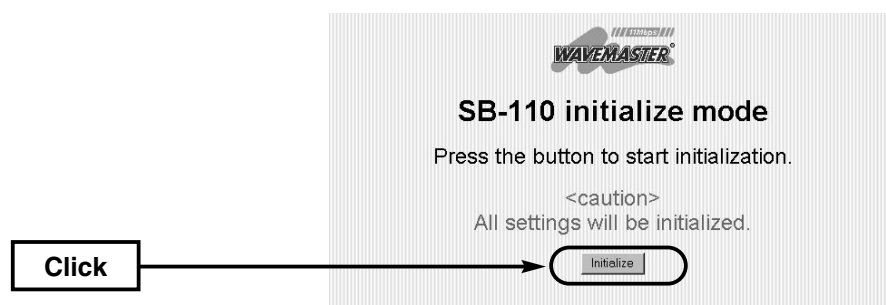 11Mbps
WAVEMASTER
SB-110 initialize mode
Press the button to start initialization.
<caution>
All settings will be initialized.
Click
Initialize